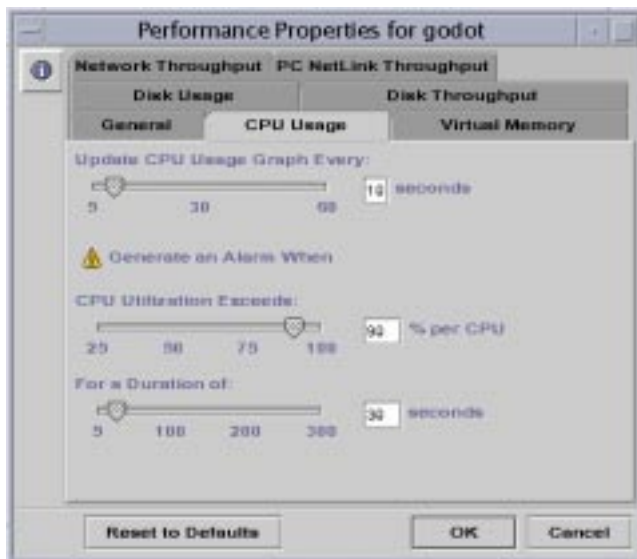 Performance Properties for godot
Network Throughput PC NetLink Throughput
Disk Usage Disk Throughput
General CPU Usage Virtual Memory
Update CPU Usage Graph Every:
10 seconds
5 30 60
Generate an Alarm When
CPU Utilization Exceeds:
90 % per CPU
25 50 75 100
For a Duration of:
30 seconds
5 100 200 300
Reset to Defaults OK Cancel